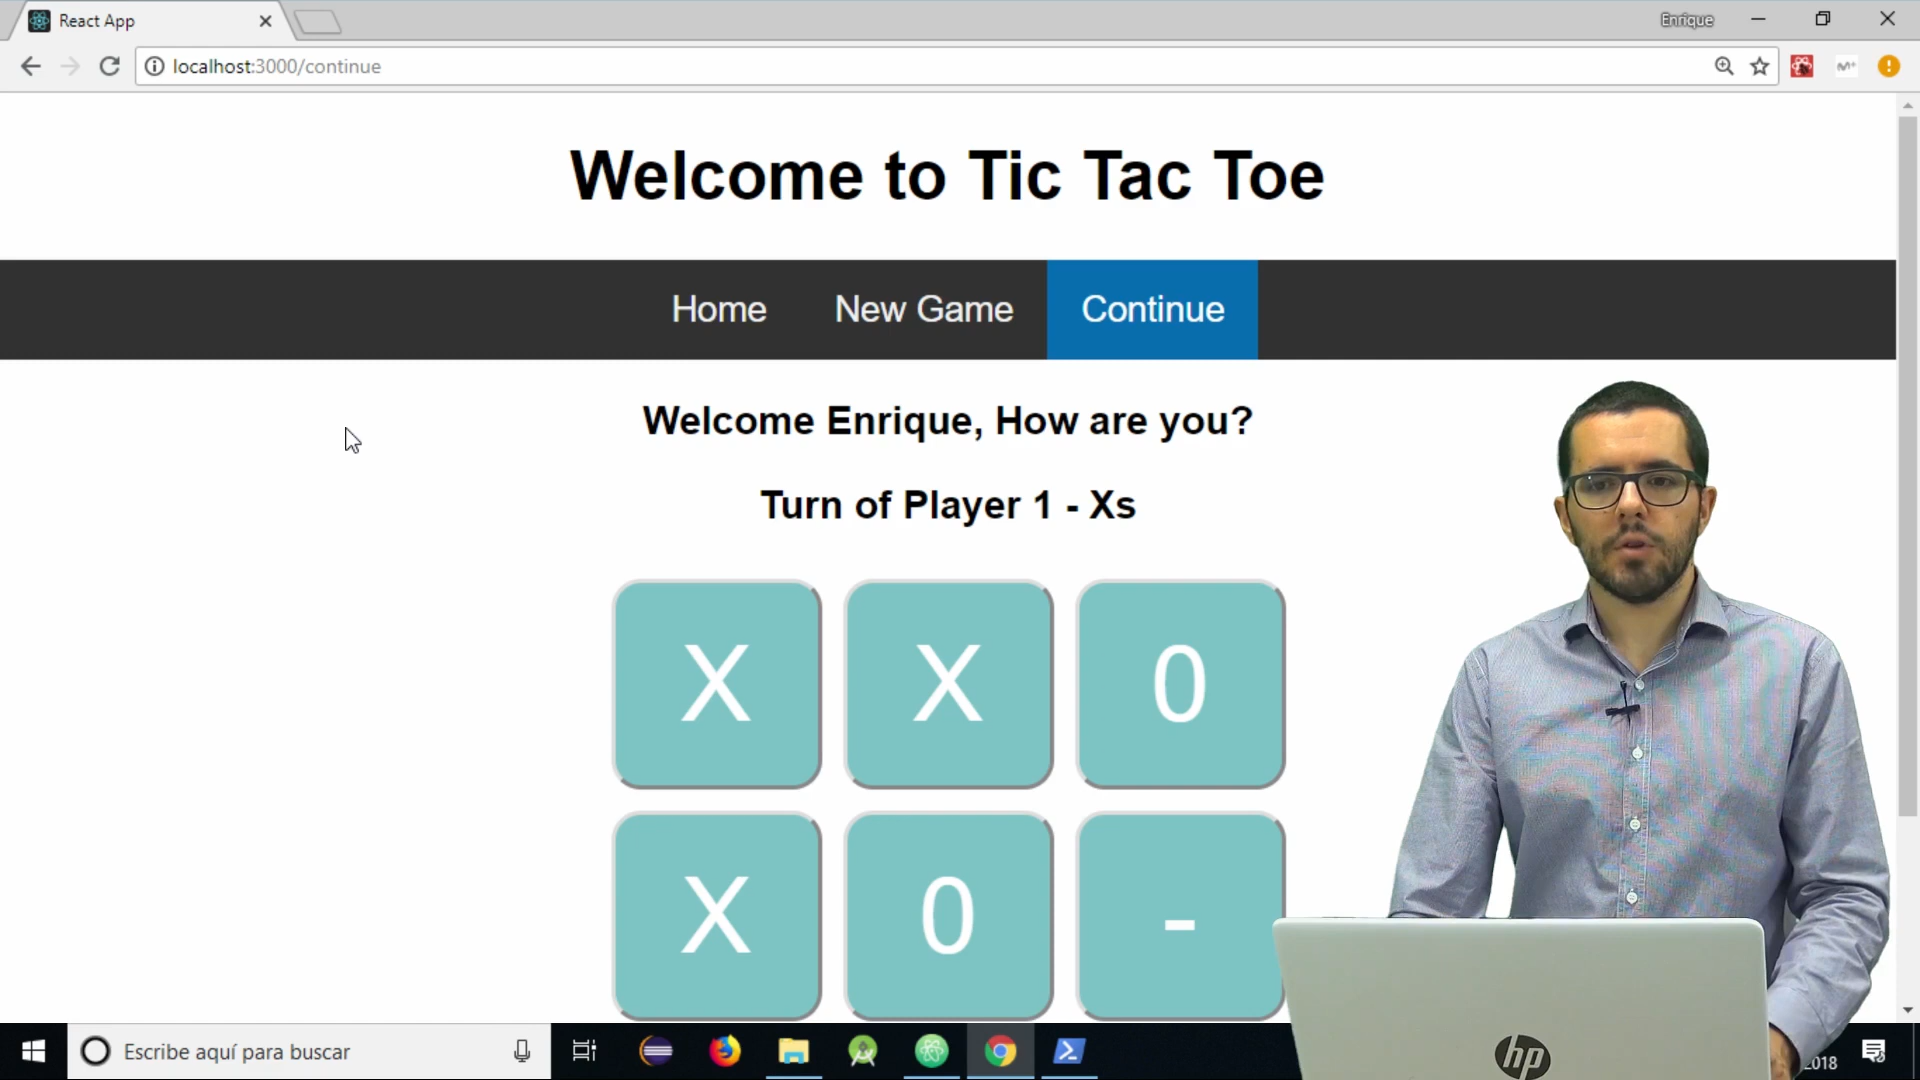 React App
Enrique
localhost:3000/continue
Welcome to Tic Tac Toe
Home New Game Continue
Welcome Enrique, How are you?
Turn of Player 1 - Xs
X X 0
X 0 -
Escribe aquí para buscar
2018
hp